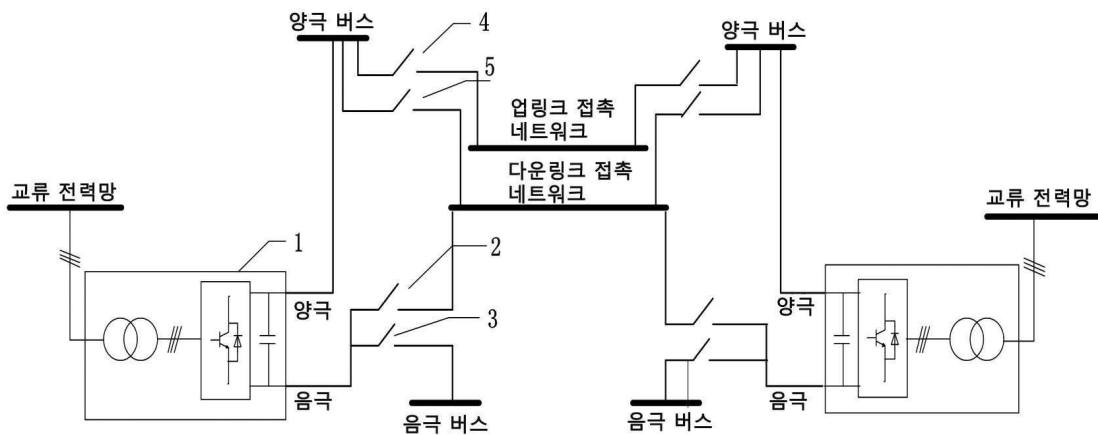 양극 버스
4
양극 버스
5
업링크 접촉
네트워크
다운링크 접촉
네트워크
교류 전력망
교류 전력망
1
2
양극
양극
3
음극
음극
음극 버스
음극 버스